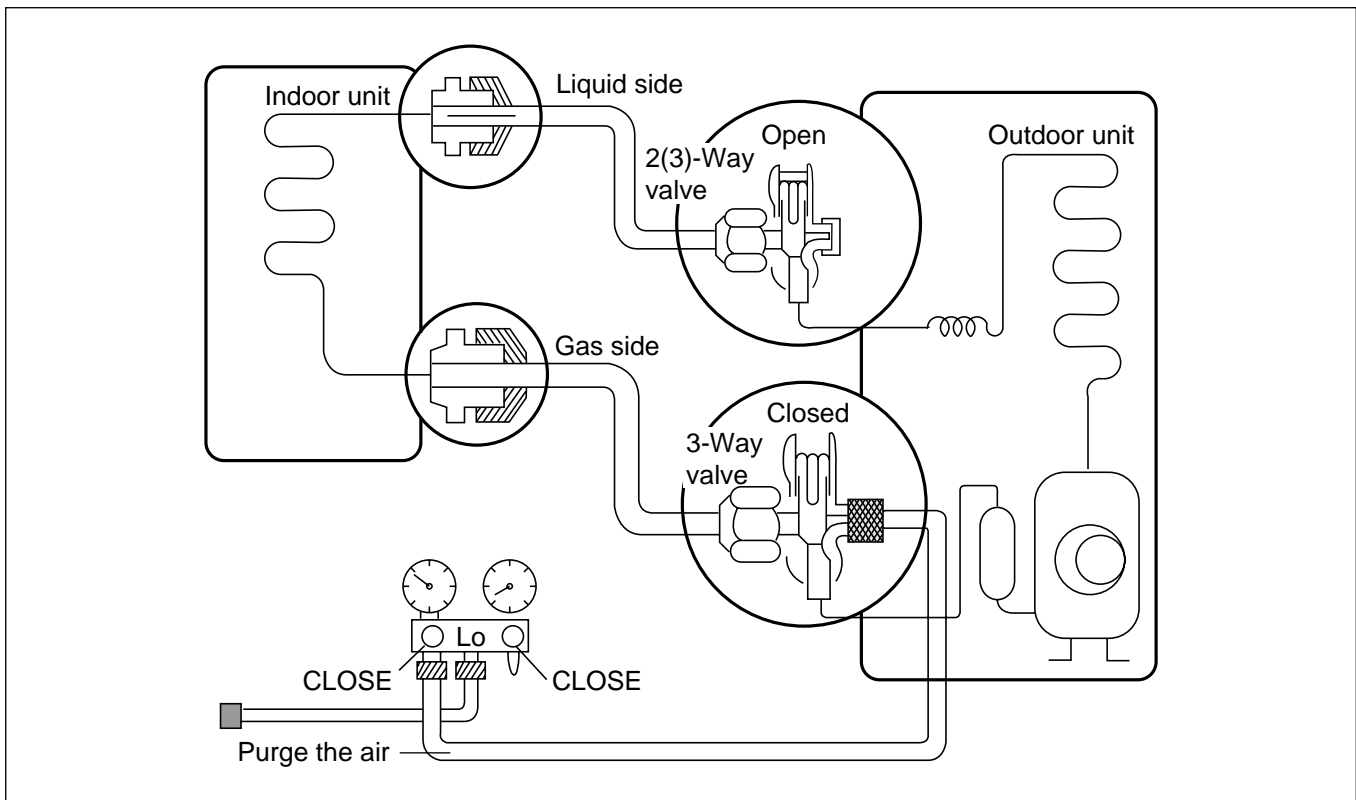 Indoor unit
Liquid side
Open
2(3)-Way
valve
Outdoor unit
Gas side
Closed
3-Way
valve
Lo
CLOSE
CLOSE
Purge the air